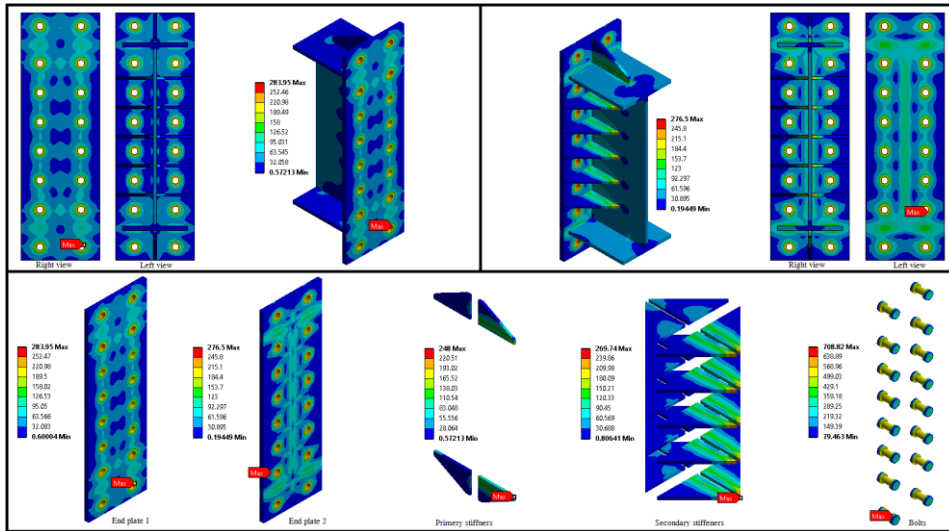 283.95 Max
252.46
220.98
189.49
158
126.52
95.031
63.545
32.058
0.57213 Min
Max
Max
Right view
Left view
276.5 Max
245.8
215.1
184.4
153.7
123
92.297
61.596
30.895
0.19449 Min
Max
Max
Right view
Left view
283.95 Max
252.47
220.98
189.5
158.02
126.53
95.05
63.566
32.083
0.60004 Min
Max
End plate 1
276.5 Max
245.8
215.1
184.4
153.7
123
92.297
61.596
30.895
0.19449 Min
Max
End plate 2
248 Max
220.51
193.02
165.52
138.03
110.54
83.048
55.556
28.064
0.57213 Min
Max
Primery stiffners
269.74 Max
239.86
209.98
180.09
150.21
120.33
90.45
60.569
30.688
0.80641 Min
Max
Secondary stiffeners
708.82 Max
638.89
568.96
499.03
429.1
359.18
289.25
219.32
149.39
79.463 Min
Max
Bolts